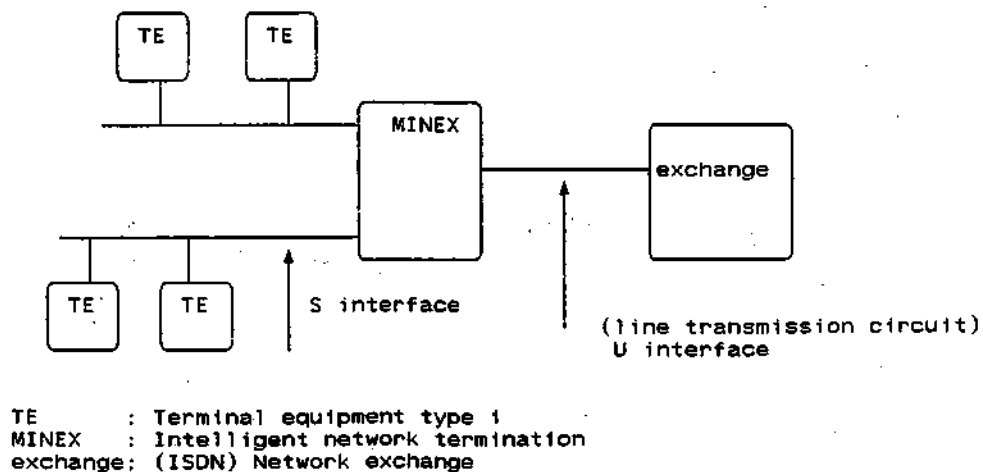 TE TE
MINEX
exchange
TE TE
S interface
(line transmission circuit)
U interface
TE : Terminal equipment type i
MINEX : Intelligent network termination
exchange: (ISDN) Network exchange